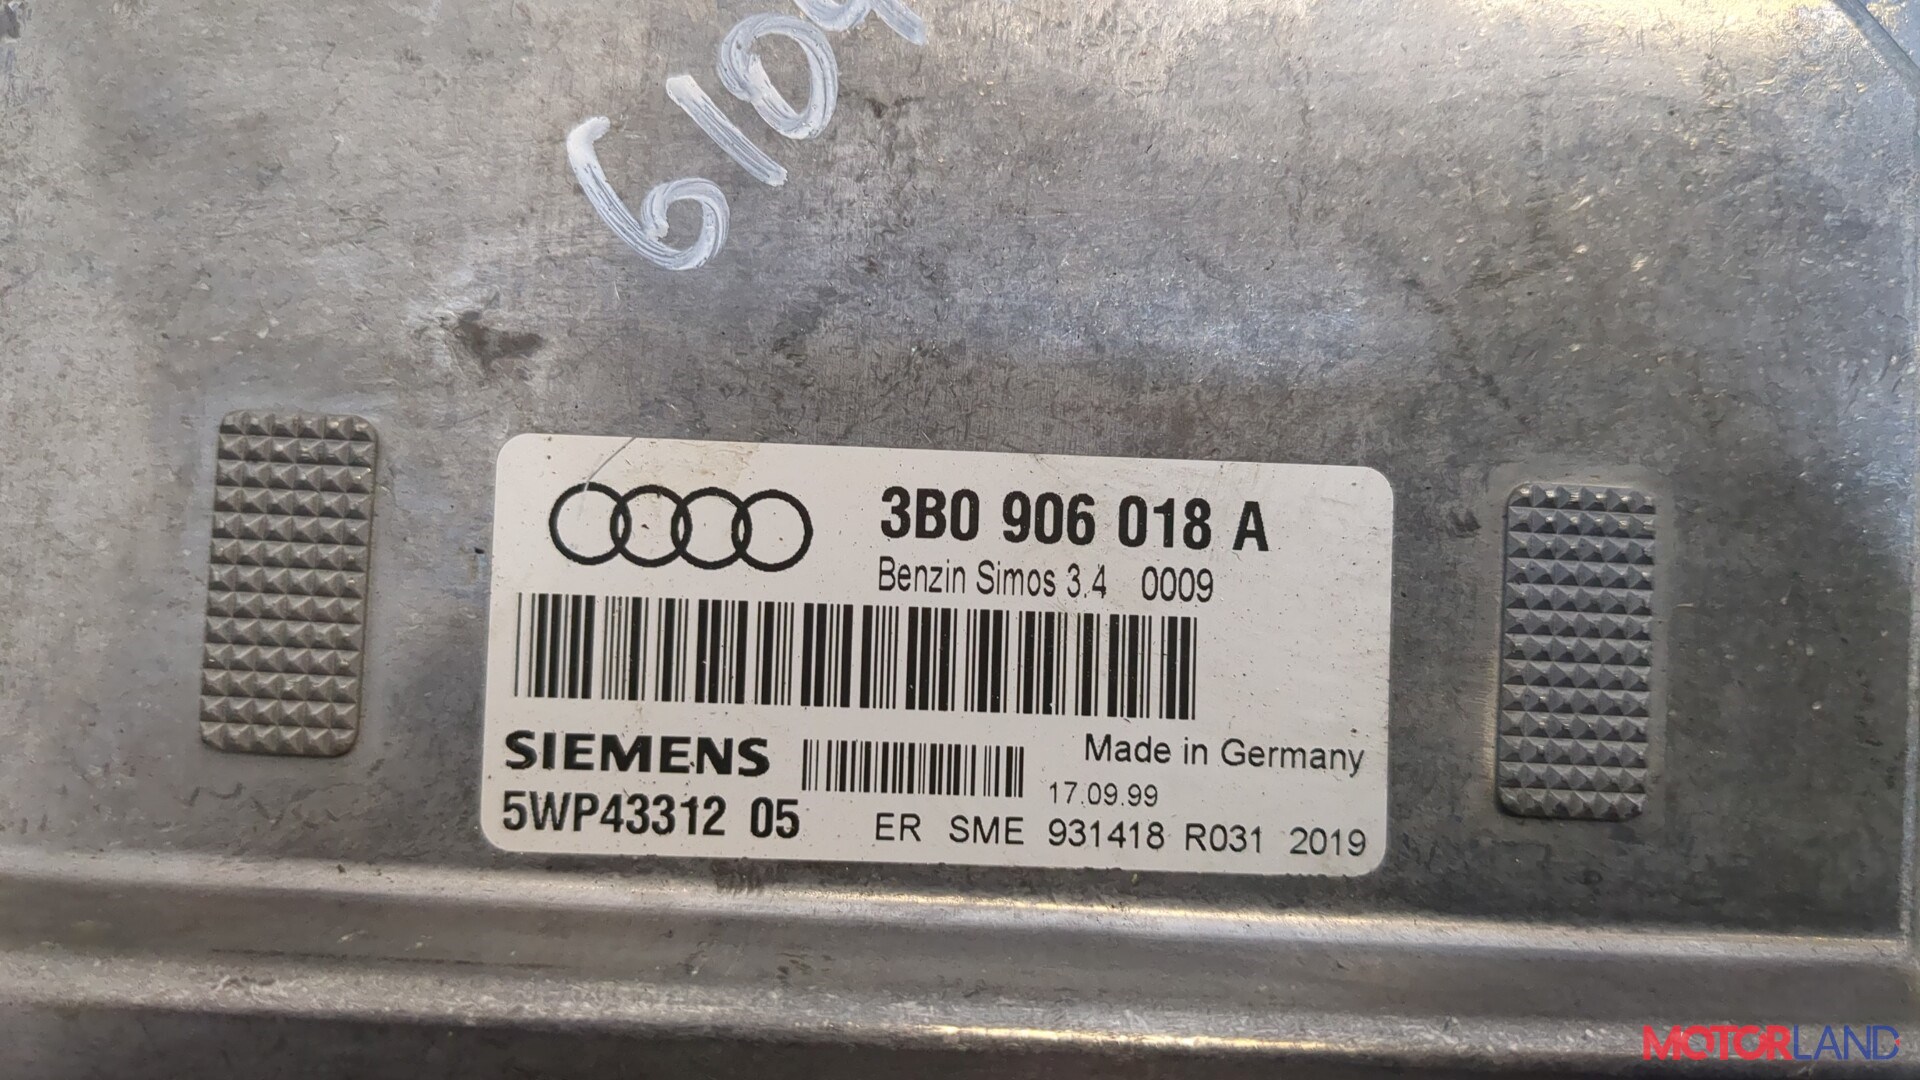 610
3B0 906 018 A
Benzin Simos 3.4 0009
SIEMENS
Made in Germany
17.09.99
5WP43312 05
ER SME 931418 R031 2019
MOTORLAND